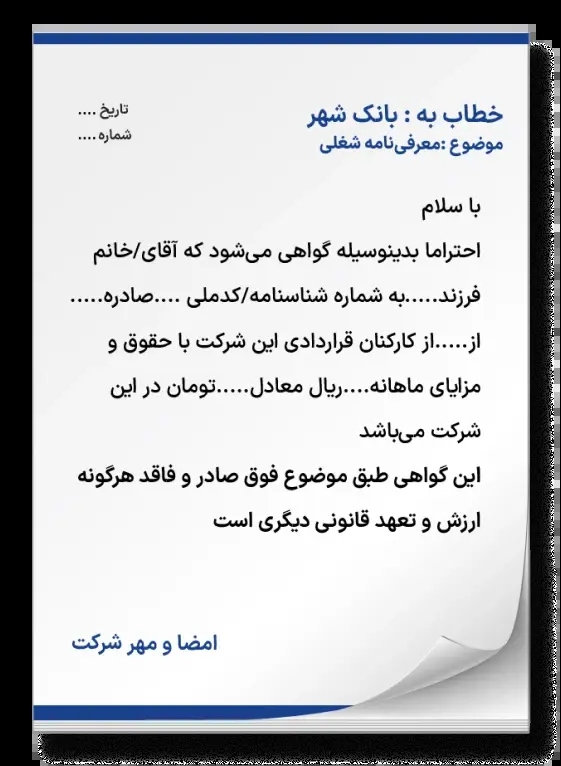 خطاب به : بانک شهر
موضوع :معرفی‌نامه شغلی
تاریخ ....
شماره ....
با سلام
احتراما بدینوسیله گواهی می‌شود که آقای/خانم
فرزند.....به شماره شناسنامه/کدملی ....صادره.....
از.....از کارکنان قراردادی این شرکت با حقوق و
مزایای ماهانه....ریال معادل.....تومان در این
شرکت می‌باشد
این گواهی طبق موضوع فوق صادر و فاقد هرگونه
ارزش و تعهد قانونی دیگری است
امضا و مهر شرکت